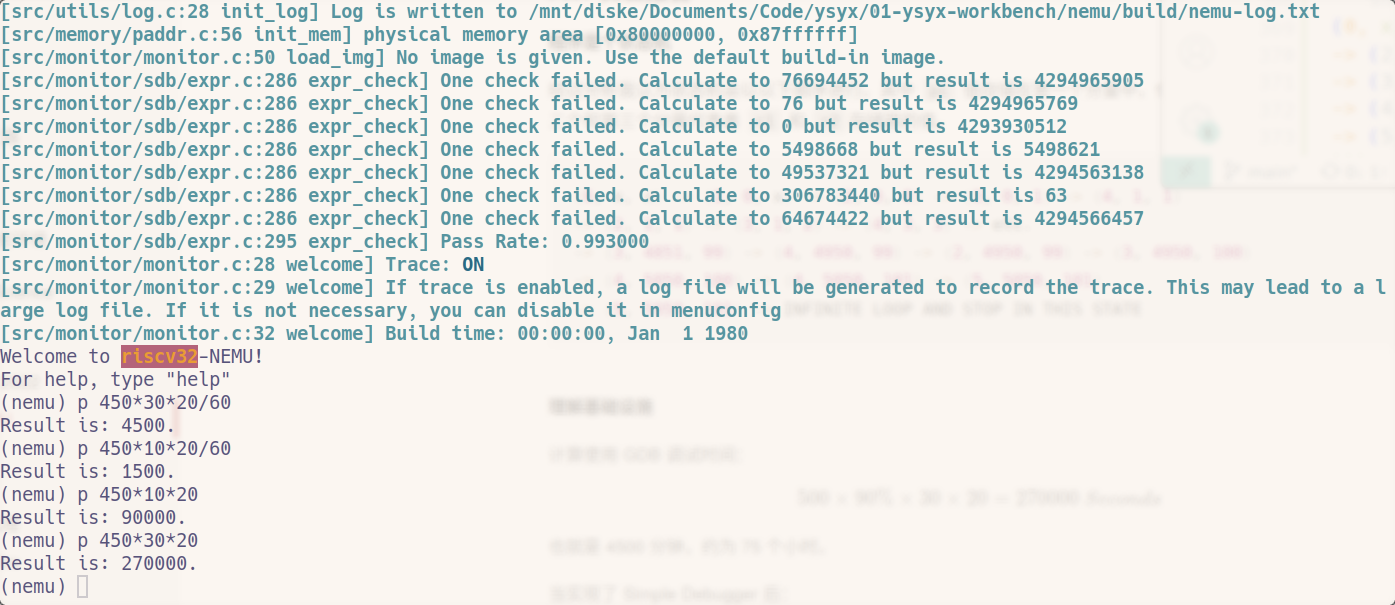 [src/utils/log.c:28 init_log] Log is written to /mnt/diske/Documents/Code/ysyx/01-ysyx-workbench/nemu/build/nemu-log.txt
[src/memory/paddr.c:56 init_mem] physical memory area [0x80000000, 0x87ffffff]
[src/monitor/monitor.c:50 load_img] No image is given. Use the default build-in image.
[src/monitor/sdb/expr.c:286 expr_check] One check failed. Calculate to 76694452 but result is 4294965905
[src/monitor/sdb/expr.c:286 expr_check] One check failed. Calculate to 76 but result is 4294965769
[src/monitor/sdb/expr.c:286 expr_check] One check failed. Calculate to 0 but result is 4293930512
[src/monitor/sdb/expr.c:286 expr_check] One check failed. Calculate to 5498668 but result is 5498621
[src/monitor/sdb/expr.c:286 expr_check] One check failed. Calculate to 49537321 but result is 4294563138
[src/monitor/sdb/expr.c:286 expr_check] One check failed. Calculate to 306783440 but result is 63
[src/monitor/sdb/expr.c:286 expr_check] One check failed. Calculate to 64674422 but result is 4294566457
[src/monitor/sdb/expr.c:295 expr_check] Pass Rate: 0.993000
[src/monitor/monitor.c:28 welcome] Trace: ON
[src/monitor/monitor.c:29 welcome] If trace is enabled, a log file will be generated to record the trace. This may lead to a l
arge log file. If it is not necessary, you can disable it in menuconfig
INFINITE LOOP AND STOP IN THIS STATE
[src/monitor/monitor.c:32 welcome] Build time: 00:00:00, Jan  1 1980
Welcome to riscv32-NEMU!
For help, type "help"
(nemu) p 450*30*20/60
Result is: 4500.
(nemu) p 450*10*20/60
Result is: 1500.
(nemu) p 450*10*20
Result is: 90000.
(nemu) p 450*30*20
Result is: 270000.
(nemu)